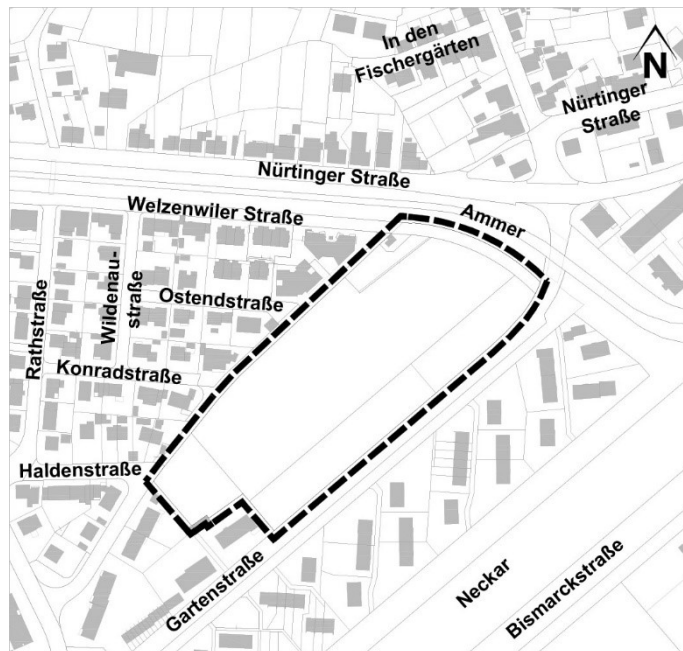 In den
Fischergärten
N
Nürtinger
Straße
Nürtinger Straße
Welzenwiler Straße
Ammer
Rathstraße
Wildenau-
straße
Ostendstraße
Konradstraße
Haldenstraße
Gartenstraße
Neckar
Bismarckstraße